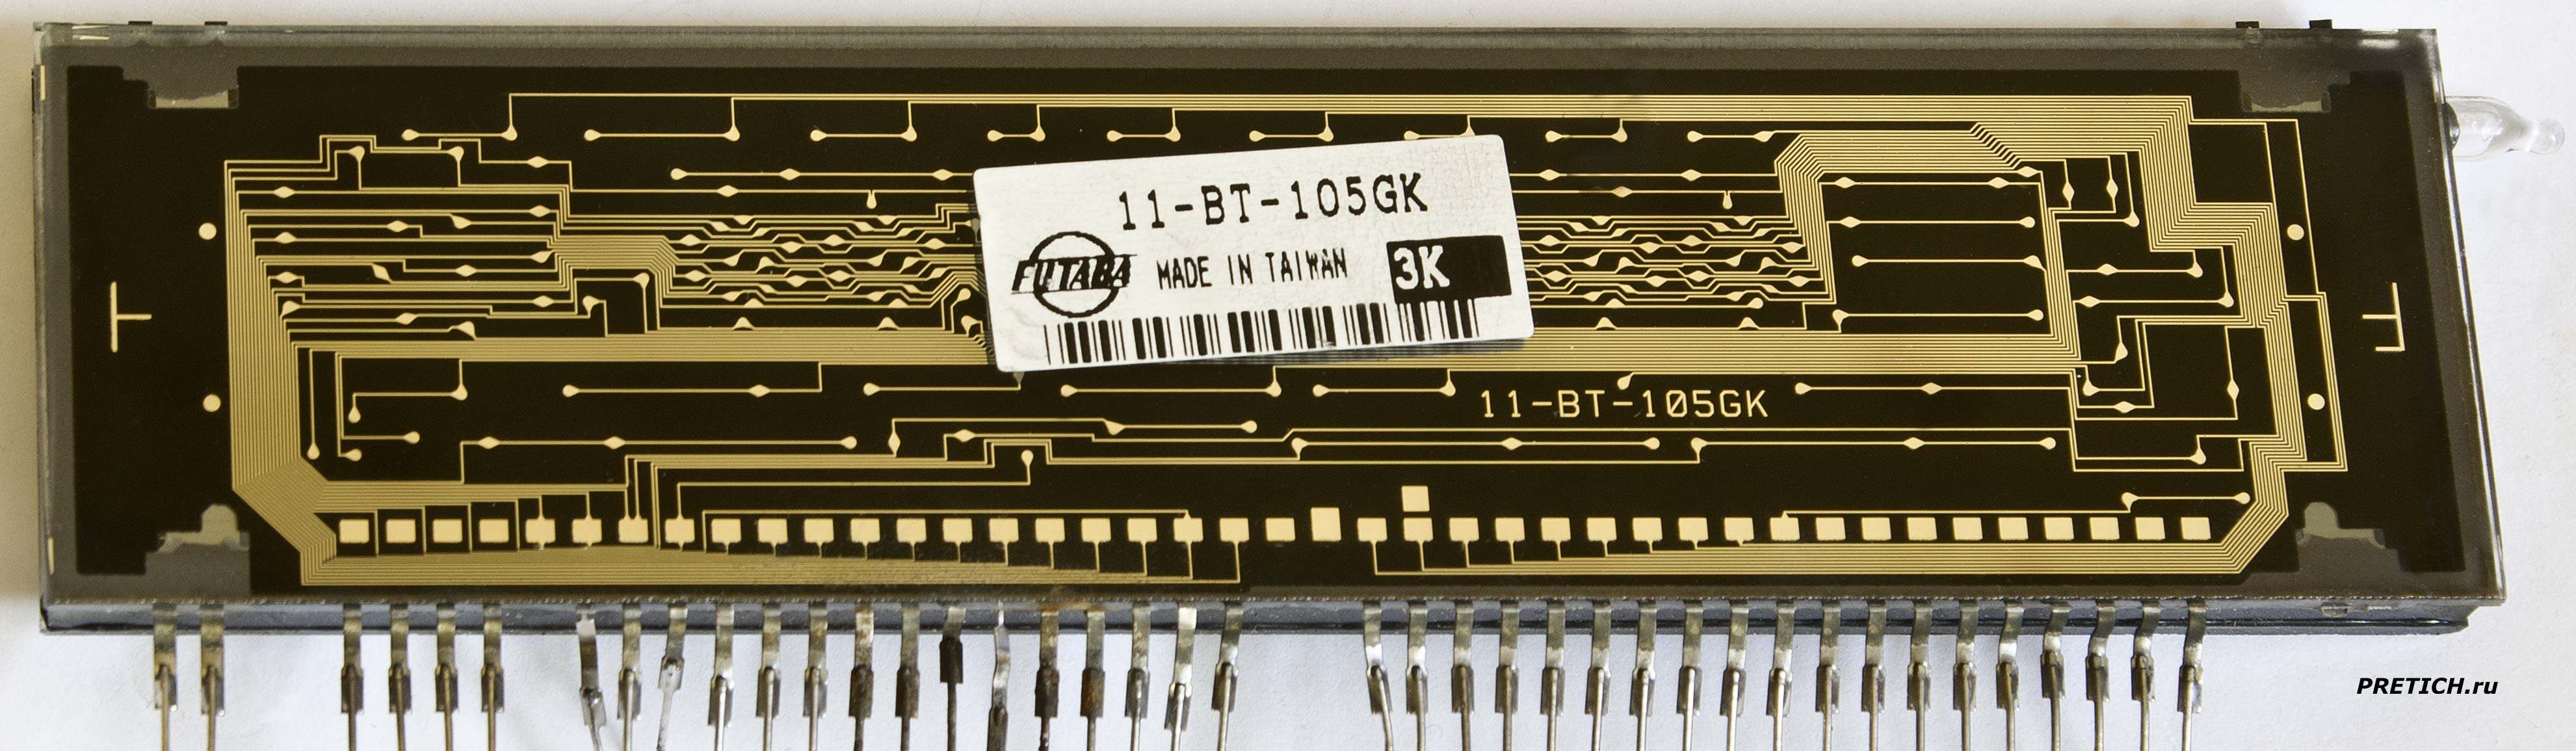 11-BT-105GK
FUTABA MADE IN TAIWAN 3K
11-BT-105GK
PRETICH.ru